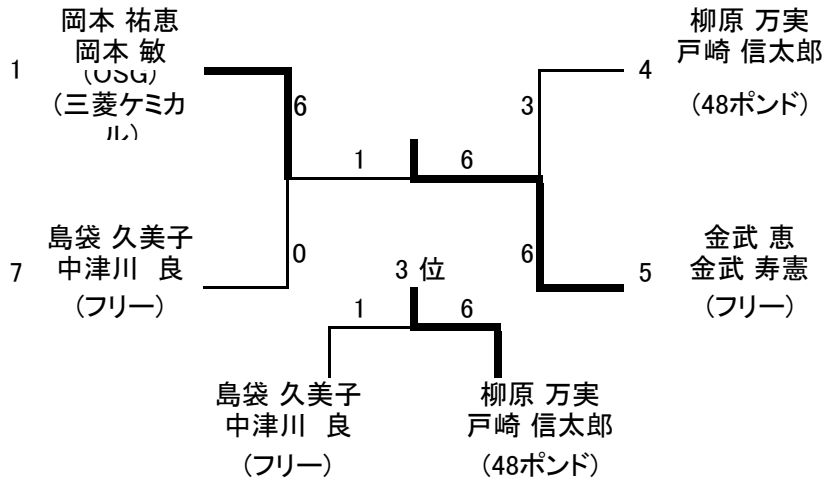 岡本 祐恵
岡本 敏
(OSG)
(三菱ケミカ
ル)
1
6
島袋 久美子
中津川 良
(フリー)
7
0
1
6
柳原 万実
戸崎 信太郎
(48ポンド)
4
3
金武 恵
金武 寿憲
(フリー)
5
6
3 位
1
6
島袋 久美子
中津川 良
(フリー)
柳原 万実
戸崎 信太郎
(48ポンド)